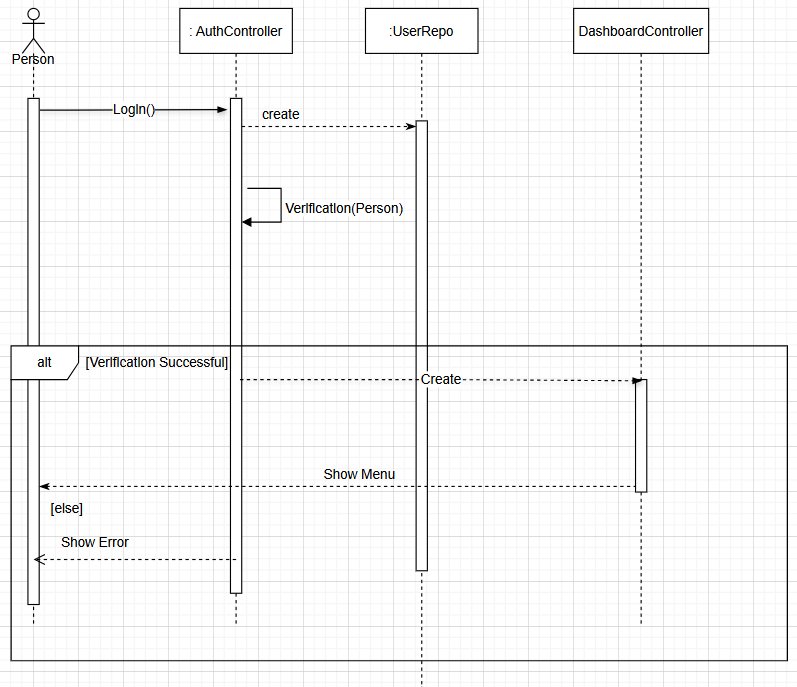 Person
: AuthController
:UserRepo
DashboardController
LogIn()
create
Verification(Person)
alt
[Verification Successful]
Create
Show Menu
[else]
Show Error